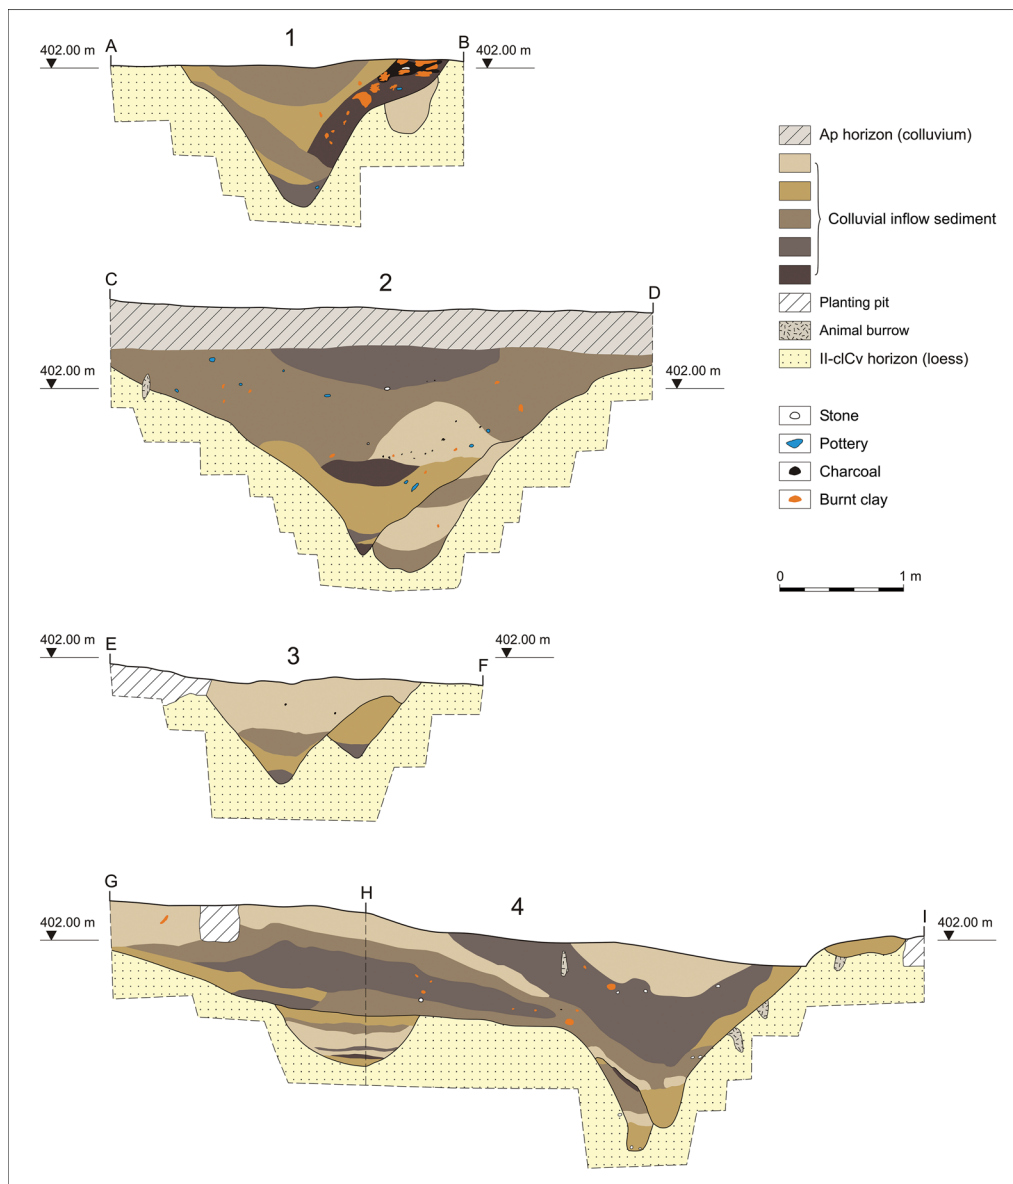 A
1
B
402.00 m
402.00 m
Ap horizon (colluvium)
Colluvial inflow sediment
Planting pit
Animal burrow
II-clCv horizon (loess)
Stone
Pottery
Charcoal
Burnt clay
0
1 m
C
2
D
402.00 m
402.00 m
E
3
F
402.00 m
402.00 m
G
H
4
I
402.00 m
402.00 m